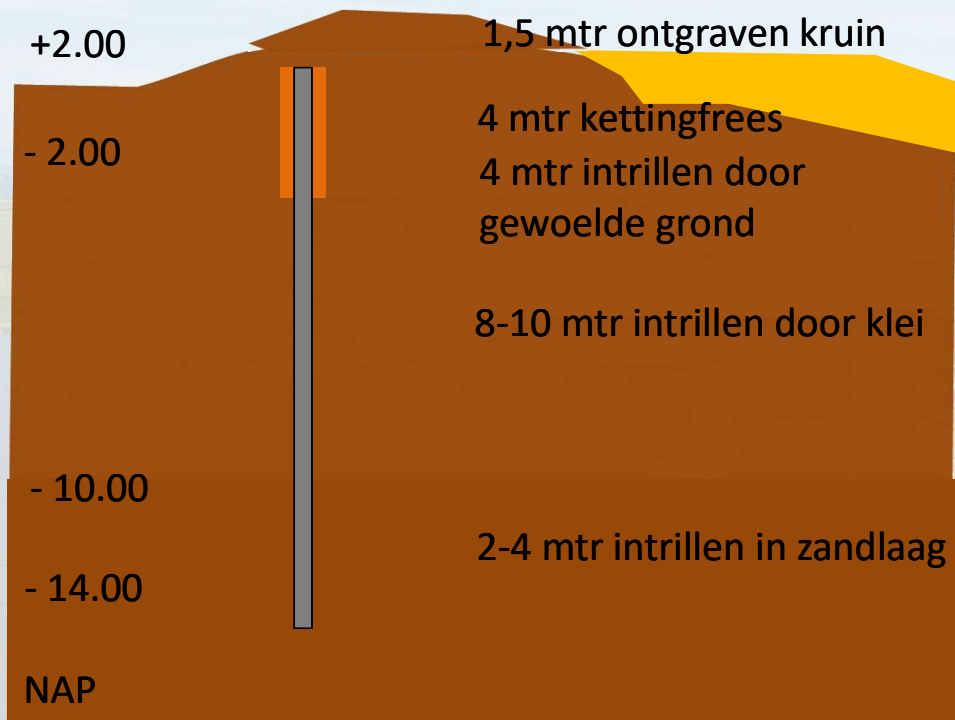 +2.00
1,5 mtr ontgraven kruin
4 mtr kettingfrees
- 2.00
4 mtr intrillen door
gewoelde grond
8-10 mtr intrillen door klei
- 10.00
2-4 mtr intrillen in zandlaag
- 14.00
NAP